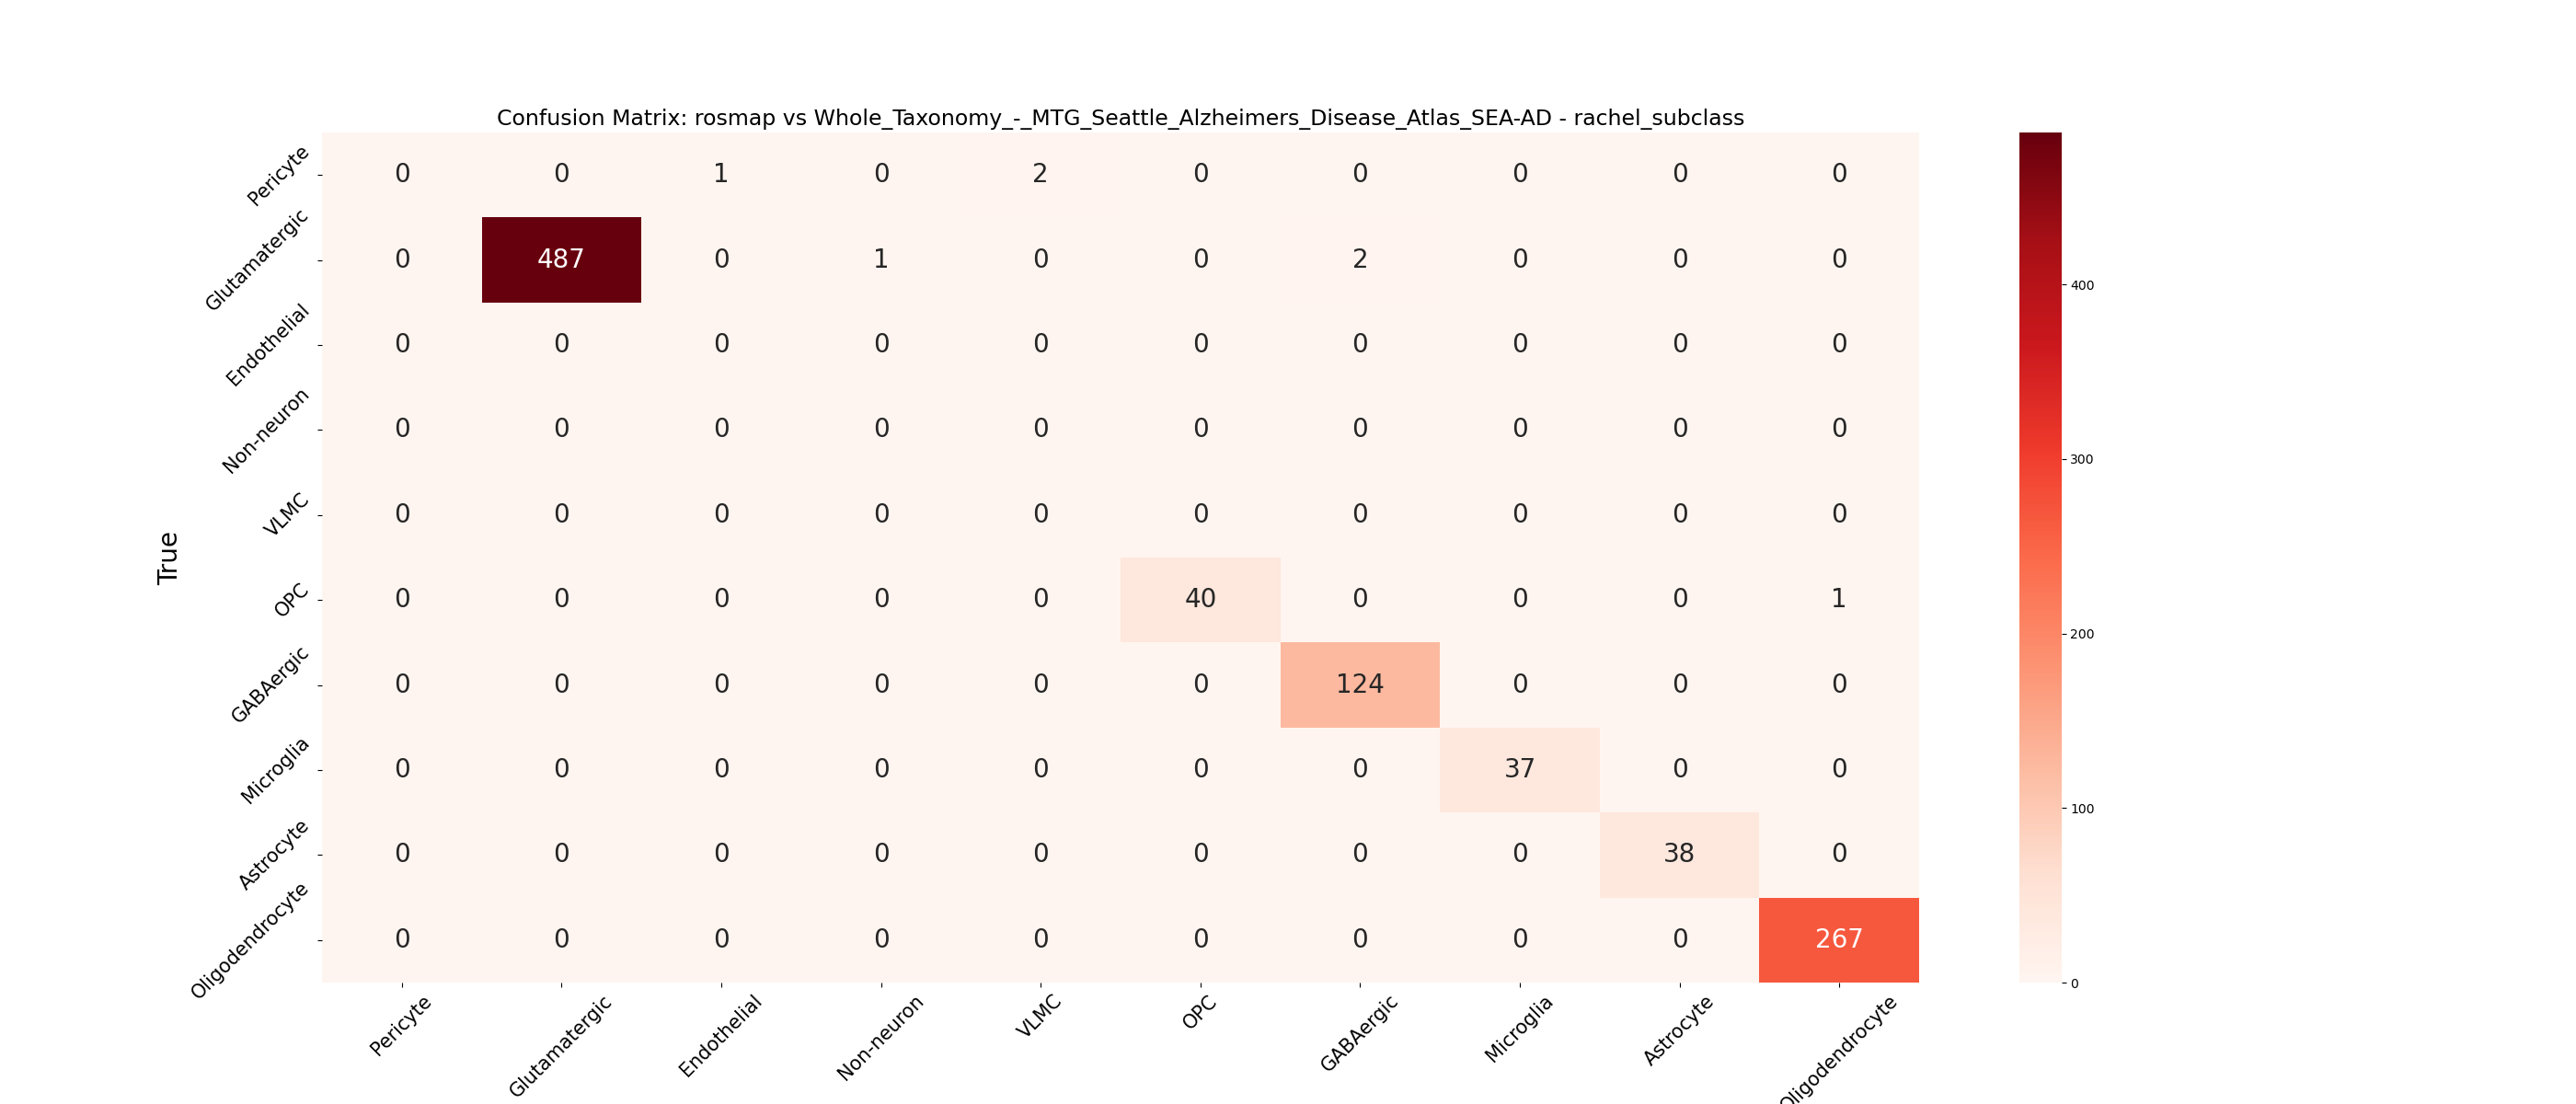 Confusion Matrix: rosmap vs Whole_Taxonomy_-_MTG_Seattle_Alzheimers_Disease_Atlas_SEA-AD - rachel_subclass
True
Pericyte 0 0 1 0 2 0 0 0 0 0
Glutamatergic 0 487 0 1 0 0 2 0 0 0
Endothelial 0 0 0 0 0 0 0 0 0 0
Non-neuron 0 0 0 0 0 0 0 0 0 0
VLMC 0 0 0 0 0 0 0 0 0 0
OPC 0 0 0 0 0 40 0 0 0 1
GABAergic 0 0 0 0 0 0 124 0 0 0
Microglia 0 0 0 0 0 0 0 37 0 0
Astrocyte 0 0 0 0 0 0 0 0 38 0
Oligodendrocyte 0 0 0 0 0 0 0 0 0 267
Pericyte Glutamatergic Endothelial Non-neuron VLMC OPC GABAergic Microglia Astrocyte Oligodendrocyte
400
300
200
100
0